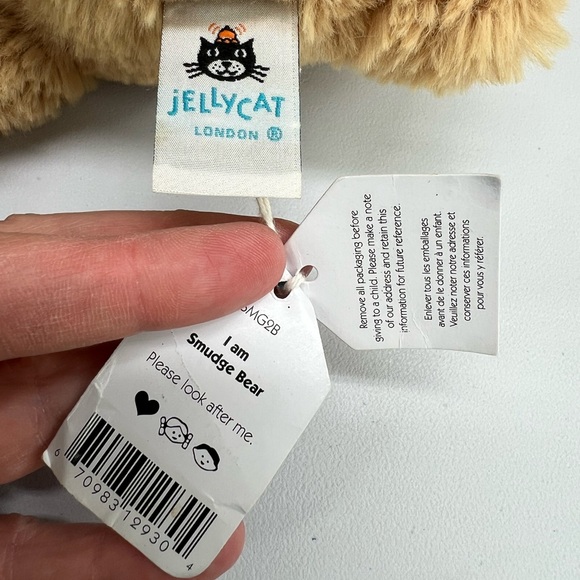 JELLYCAT
LONDON ®
Remove all packaging before
giving to a child. Please make a note
of our address and retain this
information for future reference.
Enlever tous les emballages
avant de le donner à un enfant.
Veuillez noter notre adresse et
conserver ces informations
pour vous y référer.
SMG2B
I am
Smudge Bear
Please look after me.
6 70983 12930 4